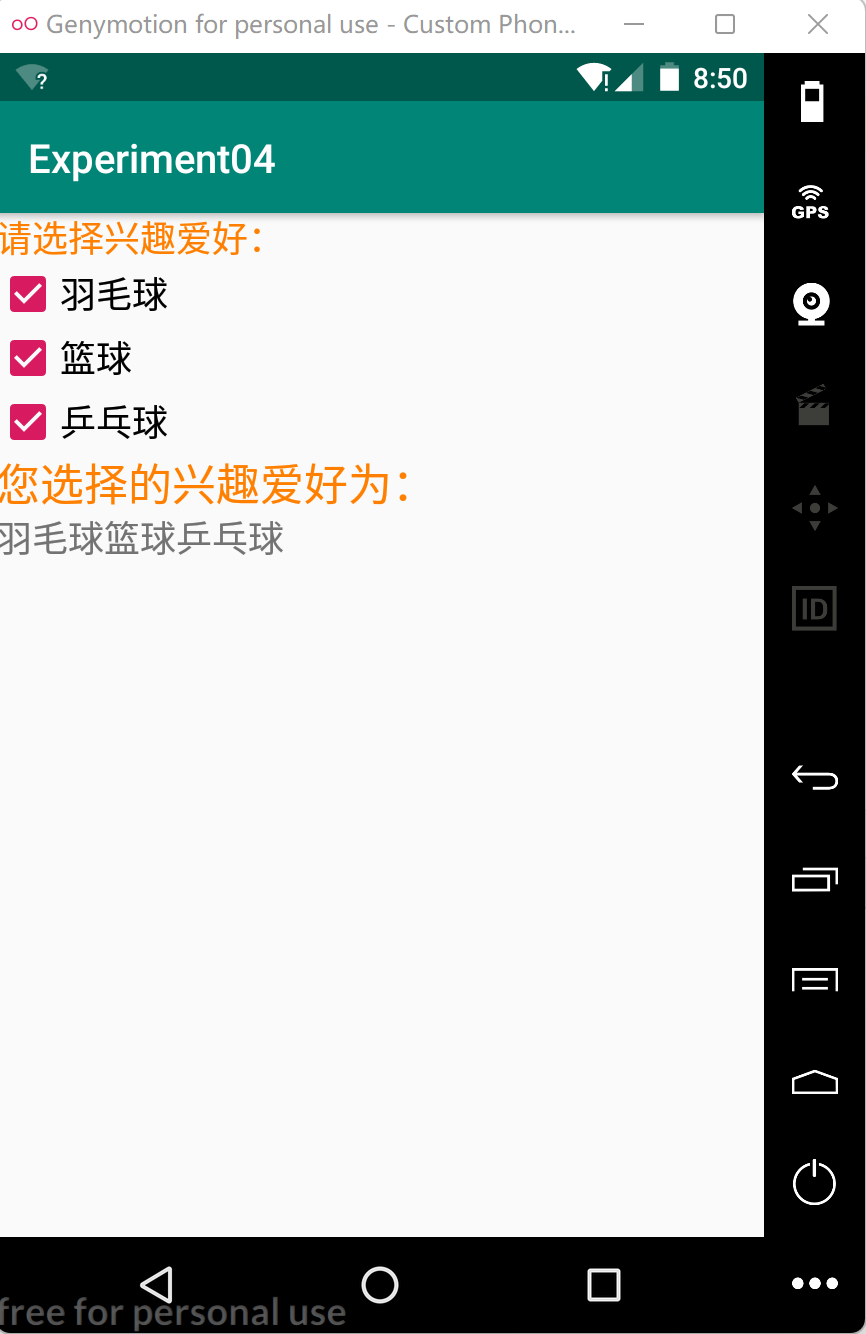 Genymotion for personal use - Custom Phon...
8:50
GPS
Experiment04
请选择兴趣爱好：
羽毛球
篮球
乒乓球
您选择的兴趣爱好为：
羽毛球篮球乒乓球
ID
free for personal use